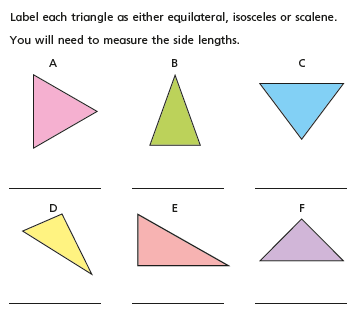 Label each triangle as either equilateral, isosceles or scalene.
You will need to measure the side lengths.
A B C
D E F